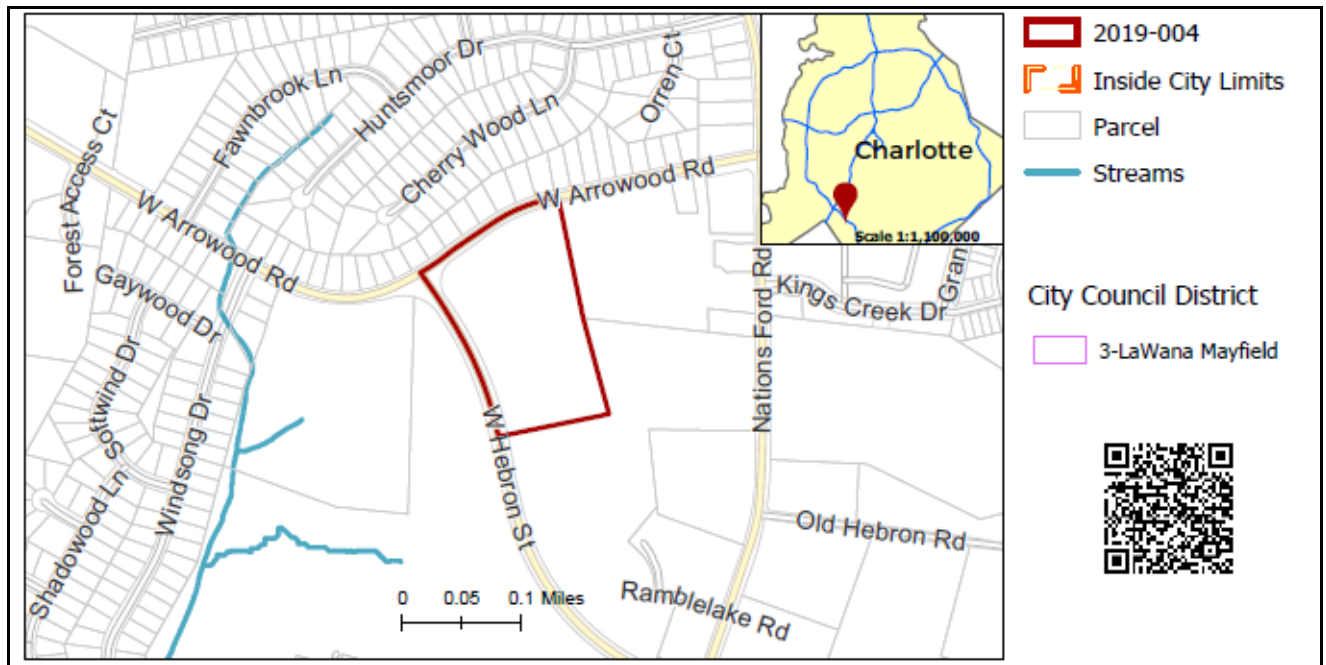 Fawnbrook Ln
Huntsmoor Dr
Cherry Wood Ln
Orren Ct
Forest Access Ct
W Arrowood Rd
W Arrowood Rd
Gaywood Dr
Softwind Dr
Windsong Dr
Shadowood Ln
W Hebron St
Nations Ford Rd
Kings Creek Dr
Gran
Old Hebron Rd
Ramblelake Rd
0 0.05 0.1 Miles
Charlotte
Scale 1:1,100,000
2019-004
Inside City Limits
Parcel
Streams
City Council District
3-LaWana Mayfield